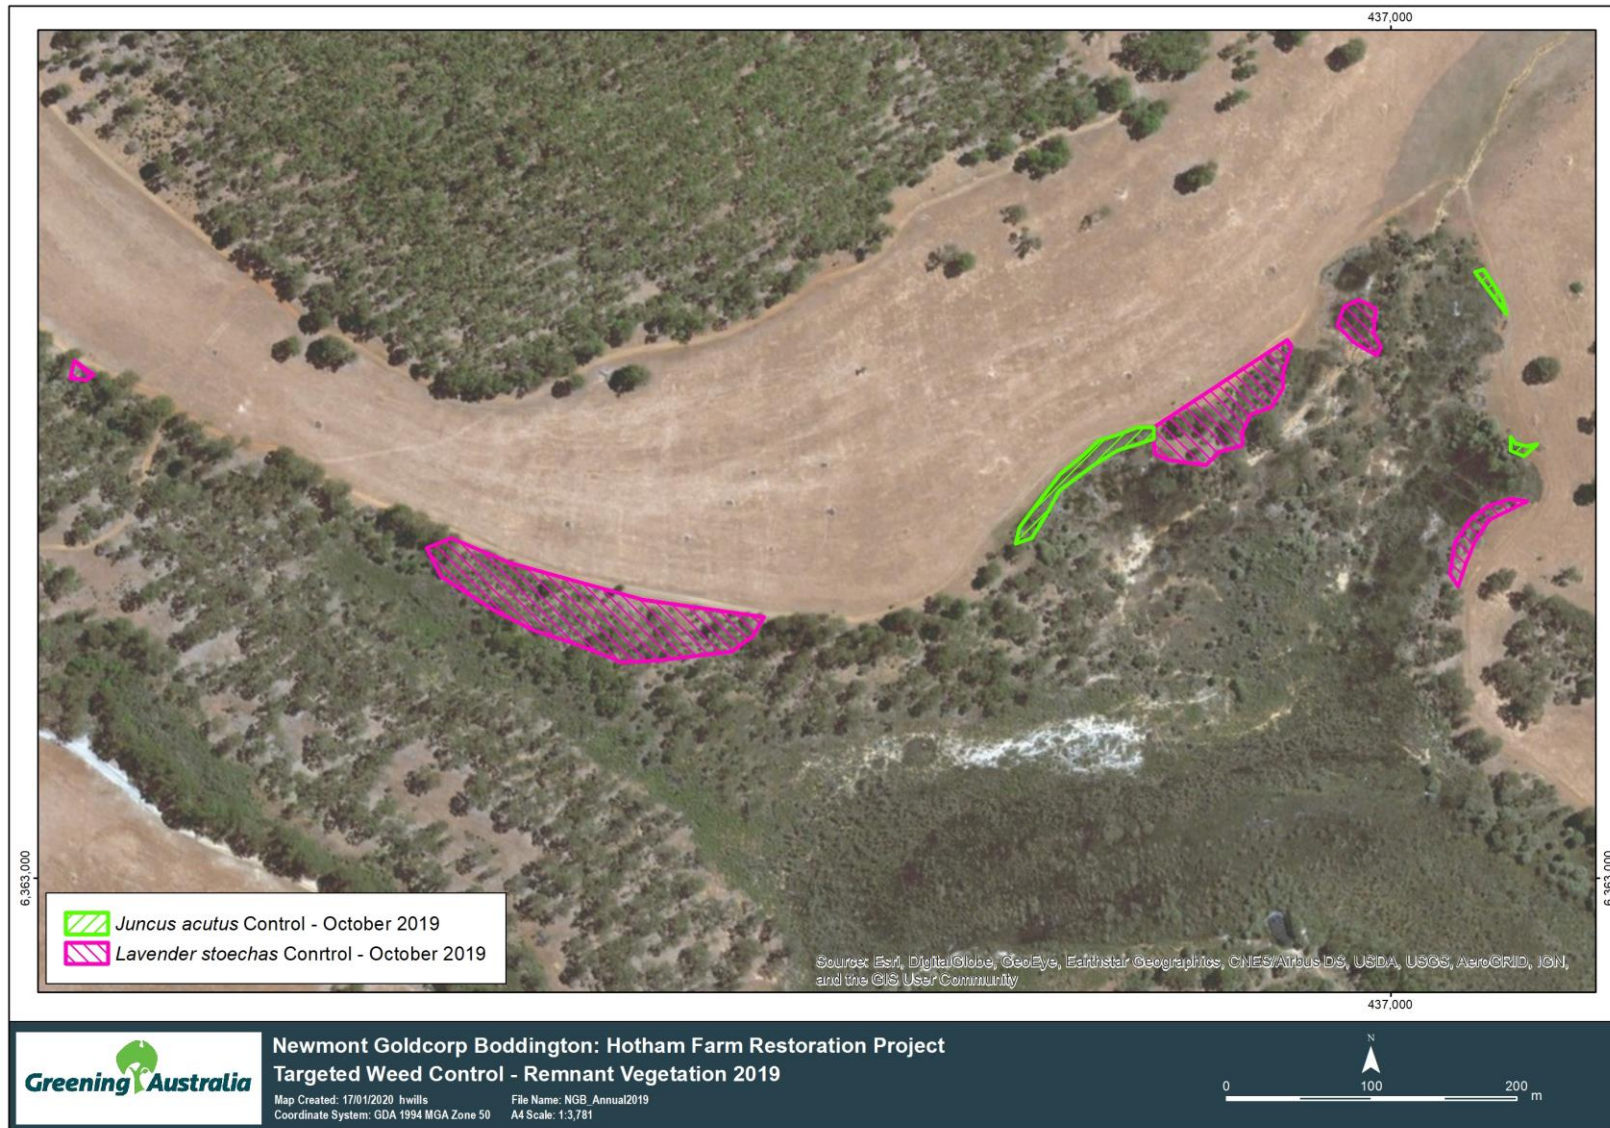 437,000
6,363,000
6,363,000
Juncus acutus Control - October 2019
Lavender stoechas Conrtrol - October 2019
Source: Esri, DigitalGlobe, GeoEye, Earthstar Geographics, CNES/Airbus DS, USDA, USGS, AeroGRID, IGN,
and the GIS User Community
437,000
Greening Australia
Newmont Goldcorp Boddington: Hotham Farm Restoration Project
Targeted Weed Control - Remnant Vegetation 2019
Map Created: 17/01/2020 hwills File Name: NGB_Annual2019
Coordinate System: GDA 1994 MGA Zone 50 A4 Scale: 1:3,781
N
0 100 200
m